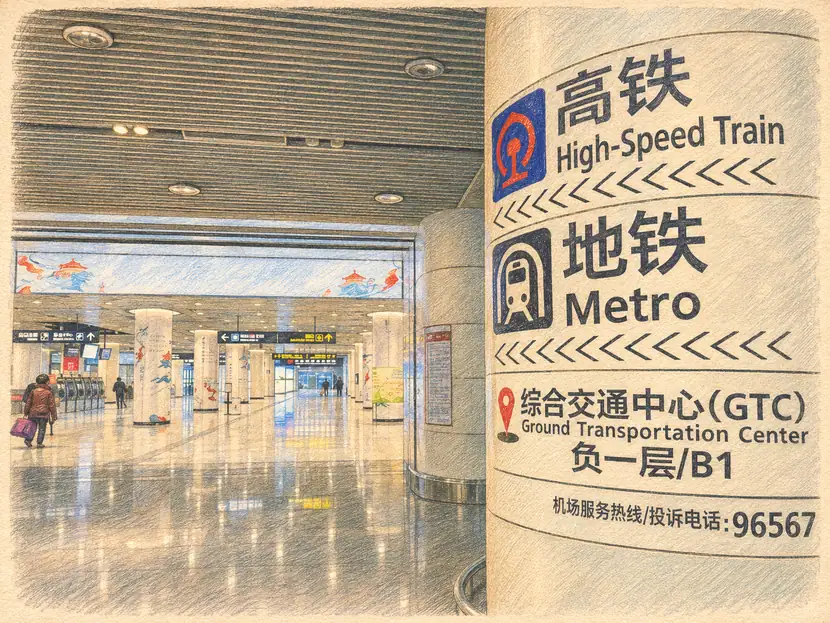 高铁
High-Speed Train
地铁
Metro
综合交通中心(GTC)
Ground Transportation Center
负一层/B1
机场服务热线/投诉电话:96567